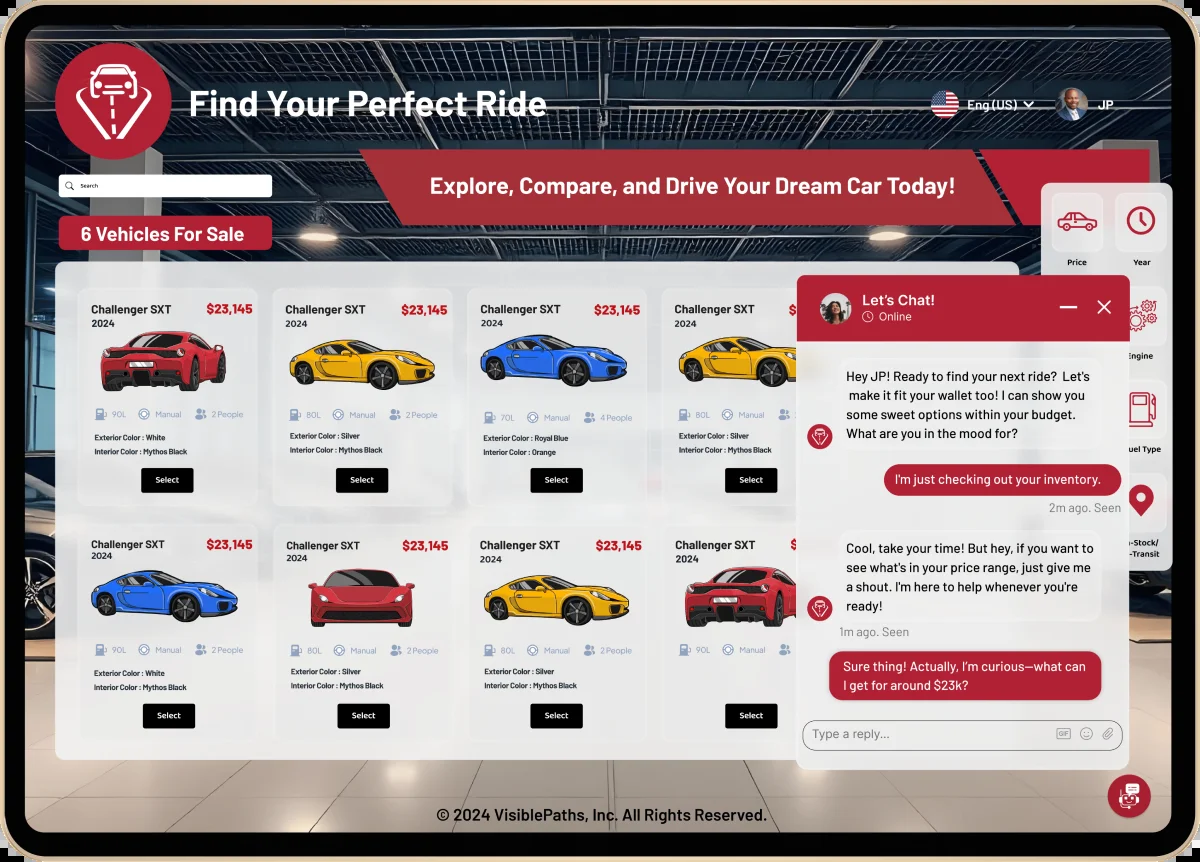 Find Your Perfect Ride
Eng (US)
JP
Search
Explore, Compare, and Drive Your Dream Car Today!
6 Vehicles For Sale
Price
Year
Challenger SXT
$23,145
2024
90L
Manual
2 People
Exterior Color : White
Interior Color : Mythos Black
Select
Challenger SXT
$23,145
2024
80L
Manual
2 People
Exterior Color : Silver
Interior Color : Mythos Black
Select
Challenger SXT
$23,145
2024
70L
Manual
4 People
Exterior Color : Royal Blue
Interior Color : Orange
Select
Challenger SXT
$
2024
80L
Manual
Exterior Color : Silver
Interior Color : Mythos Black
Select
Challenger SXT
$23,145
2024
90L
Manual
2 People
Exterior Color : White
Interior Color : Mythos Black
Select
Challenger SXT
$23,145
2024
80L
Manual
2 People
Exterior Color : Silver
Interior Color : Mythos Black
Select
Challenger SXT
$23,145
2024
80L
Manual
2 People
Exterior Color : Silver
Interior Color : Mythos Black
Select
Challenger SXT
$
2024
90L
Manual
Select
Let's Chat!
Online
Hey JP! Ready to find your next ride? Let's
make it fit your wallet too! I can show you
some sweet options within your budget.
What are you in the mood for?
I'm just checking out your inventory.
2m ago. Seen
Cool, take your time! But hey, if you want to
see what's in your price range, just give me
a shout. I'm here to help whenever you're
ready!
1m ago. Seen
Sure thing! Actually, I'm curious—what can
I get for around $23k?
Type a reply...
GIF
Engine
uel Type
-Stock/
-Transit
© 2024 VisiblePaths, Inc. All Rights Reserved.